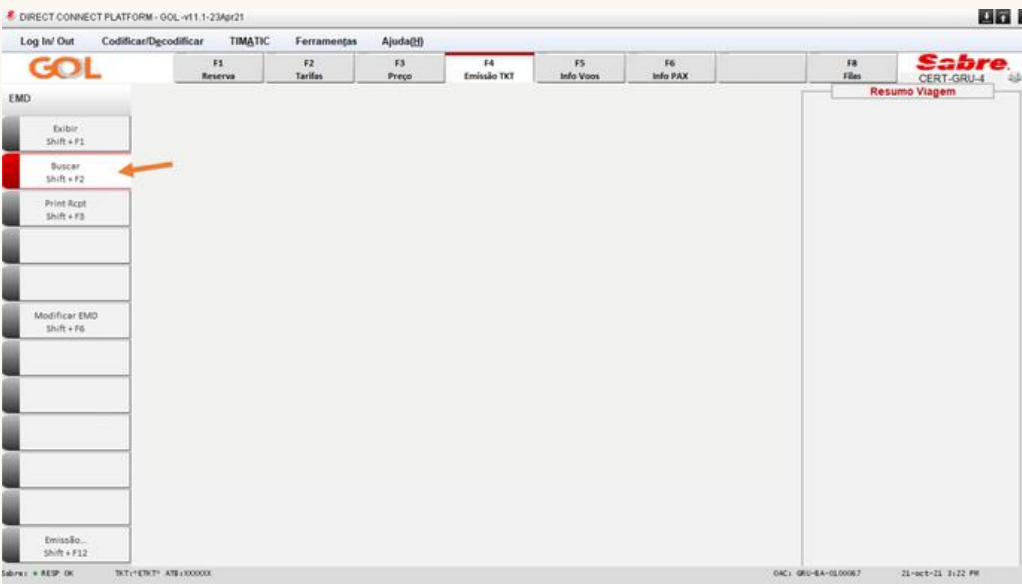 DIRECT CONNECT PLATFORM - GOL -v11.1-23Apr21
Log In/ Out Codificar/Decodificar TIMATIC Ferramentas Ajuda(H)
GOL
F1
Reserva
F2
Tarifas
F3
Preço
F4
Emissão TKT
F5
Info Voos
F6
Info PAX
F8
Filas
Sabre.
CERT-GRU-4
EMD
Resumo Viagem
Exibir
Shift + F1
Buscar
Shift + F2
Print Rcpt
Shift + F3
Modificar EMD
Shift + F6
Emissão...
Shift + F12
Sabre: RESP OK TKT:*ETKT* ATB:XXXXXX OAC: 21-oct-21 3:22 PM